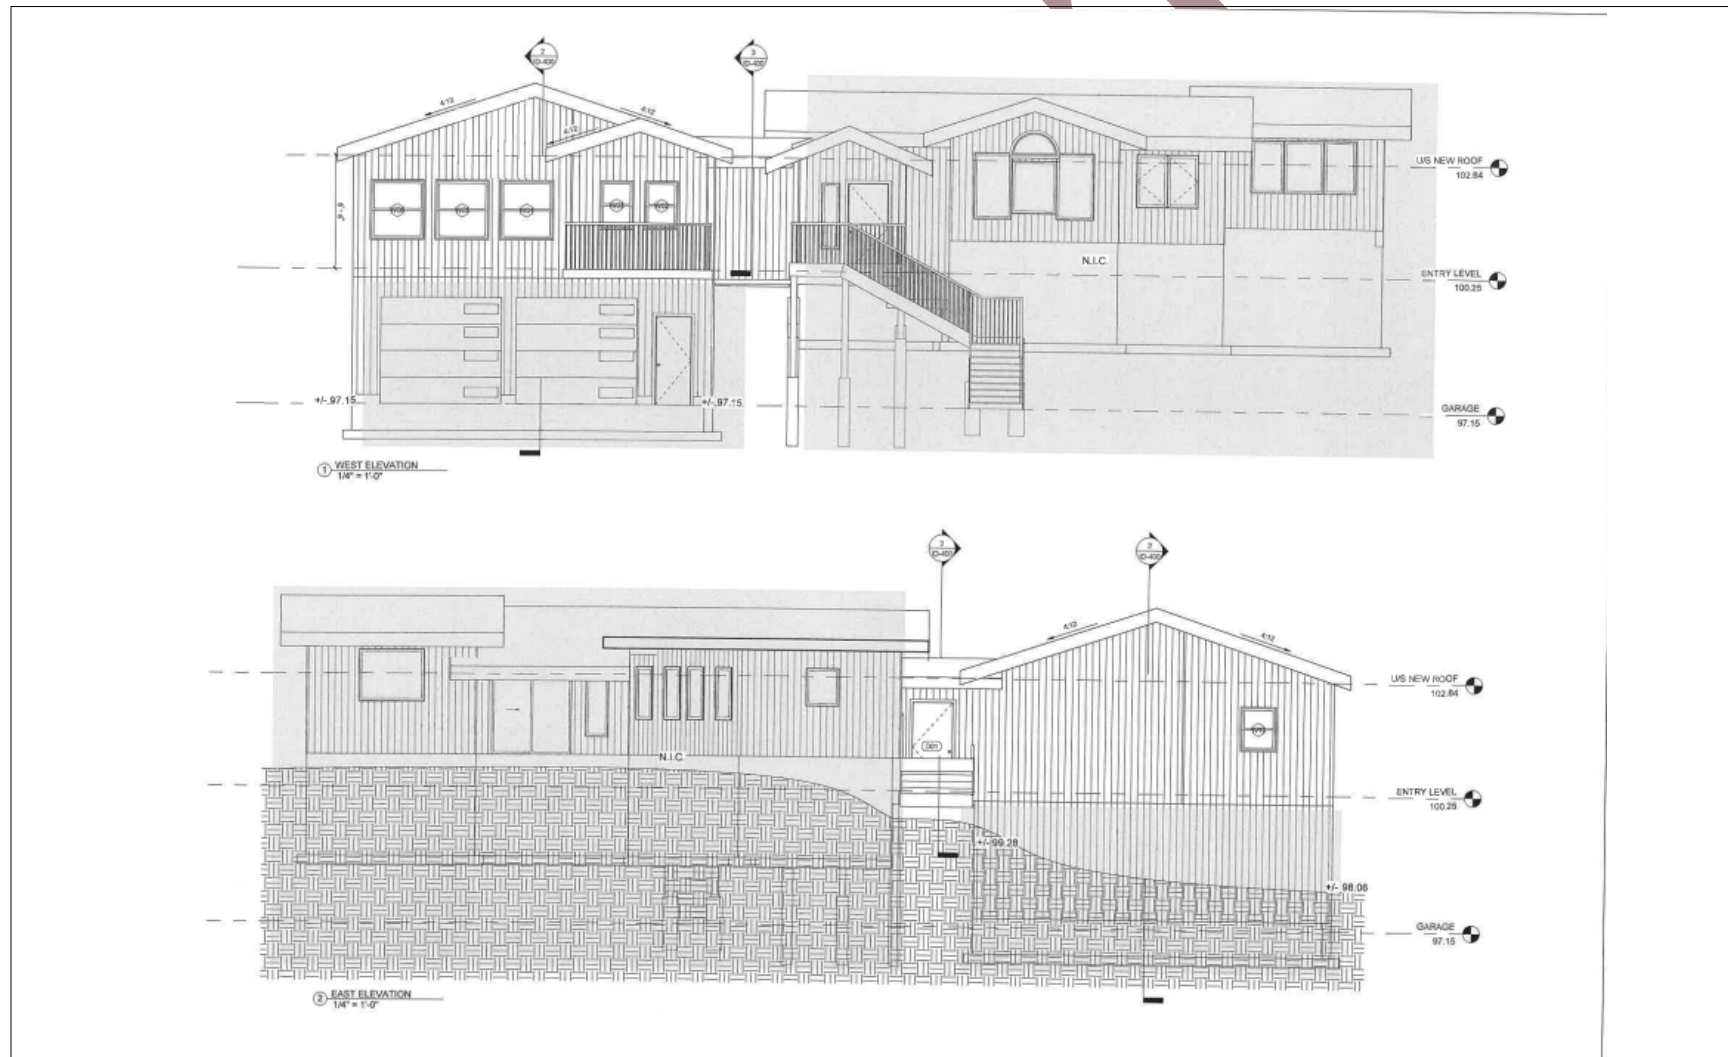 2
ID-400
3
ID-400
4:12
4:12
4:12
U/S NEW ROOF
102.84
W03
W02
N.I.C.
ENTRY LEVEL
100.25
+/- 97.15
+/- 97.15
GARAGE
97.15
1 WEST ELEVATION
1/4" = 1'-0"
3
ID-400
2
ID-400
4:12
4:12
U/S NEW ROOF
102.84
D01
N.I.C.
ENTRY LEVEL
100.25
+/- 99.28
+/- 98.06
GARAGE
97.15
2 EAST ELEVATION
1/4" = 1'-0"